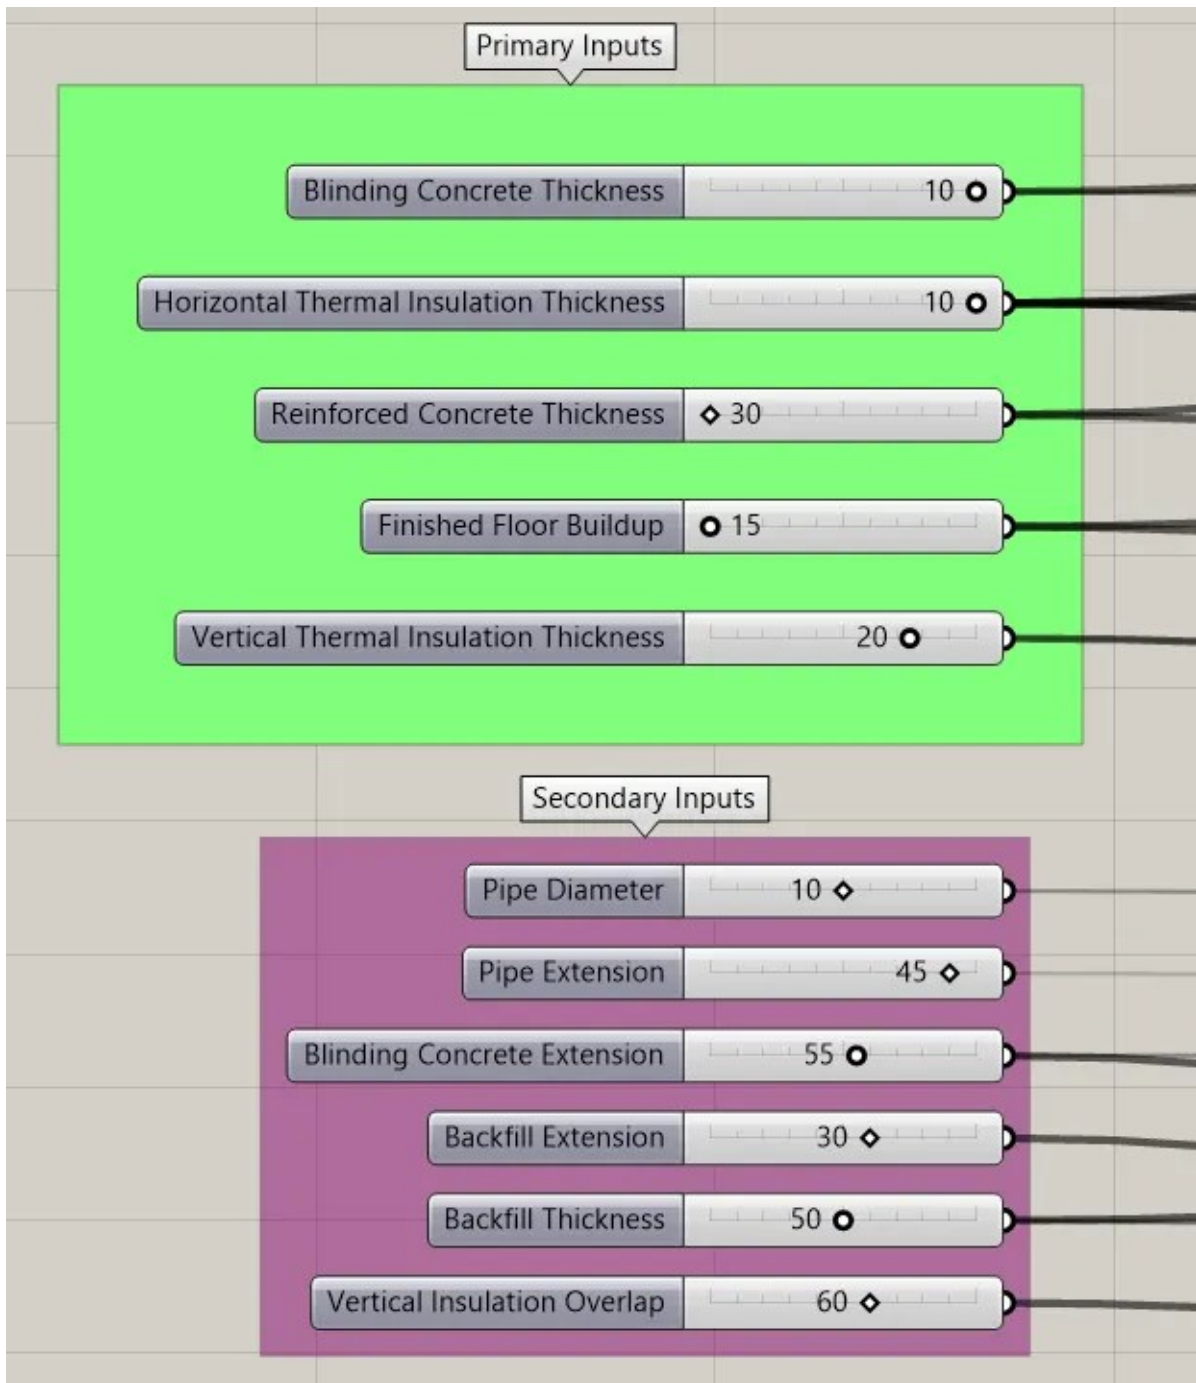 Primary Inputs
Blinding Concrete Thickness 10
Horizontal Thermal Insulation Thickness 10
Reinforced Concrete Thickness 30
Finished Floor Buildup 15
Vertical Thermal Insulation Thickness 20
Secondary Inputs
Pipe Diameter 10
Pipe Extension 45
Blinding Concrete Extension 55
Backfill Extension 30
Backfill Thickness 50
Vertical Insulation Overlap 60